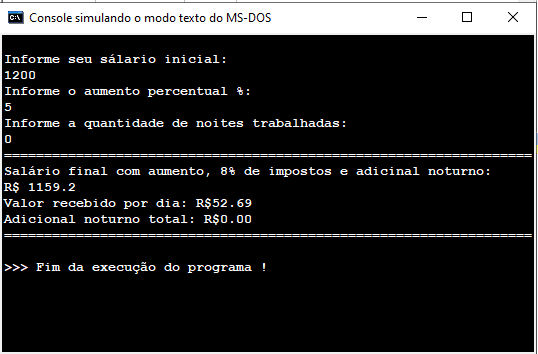 Console simulando o modo texto do MS-DOS
Informe seu sálario inicial:
1200
Informe o aumento percentual %:
5
Informe a quantidade de noites trabalhadas:
0
==================================================================
Salário final com aumento, 8% de impostos e adicinal noturno:
R$ 1159.2
Valor recebido por dia: R$52.69
Adicional noturno total: R$0.00
==================================================================
>>> Fim da execução do programa !